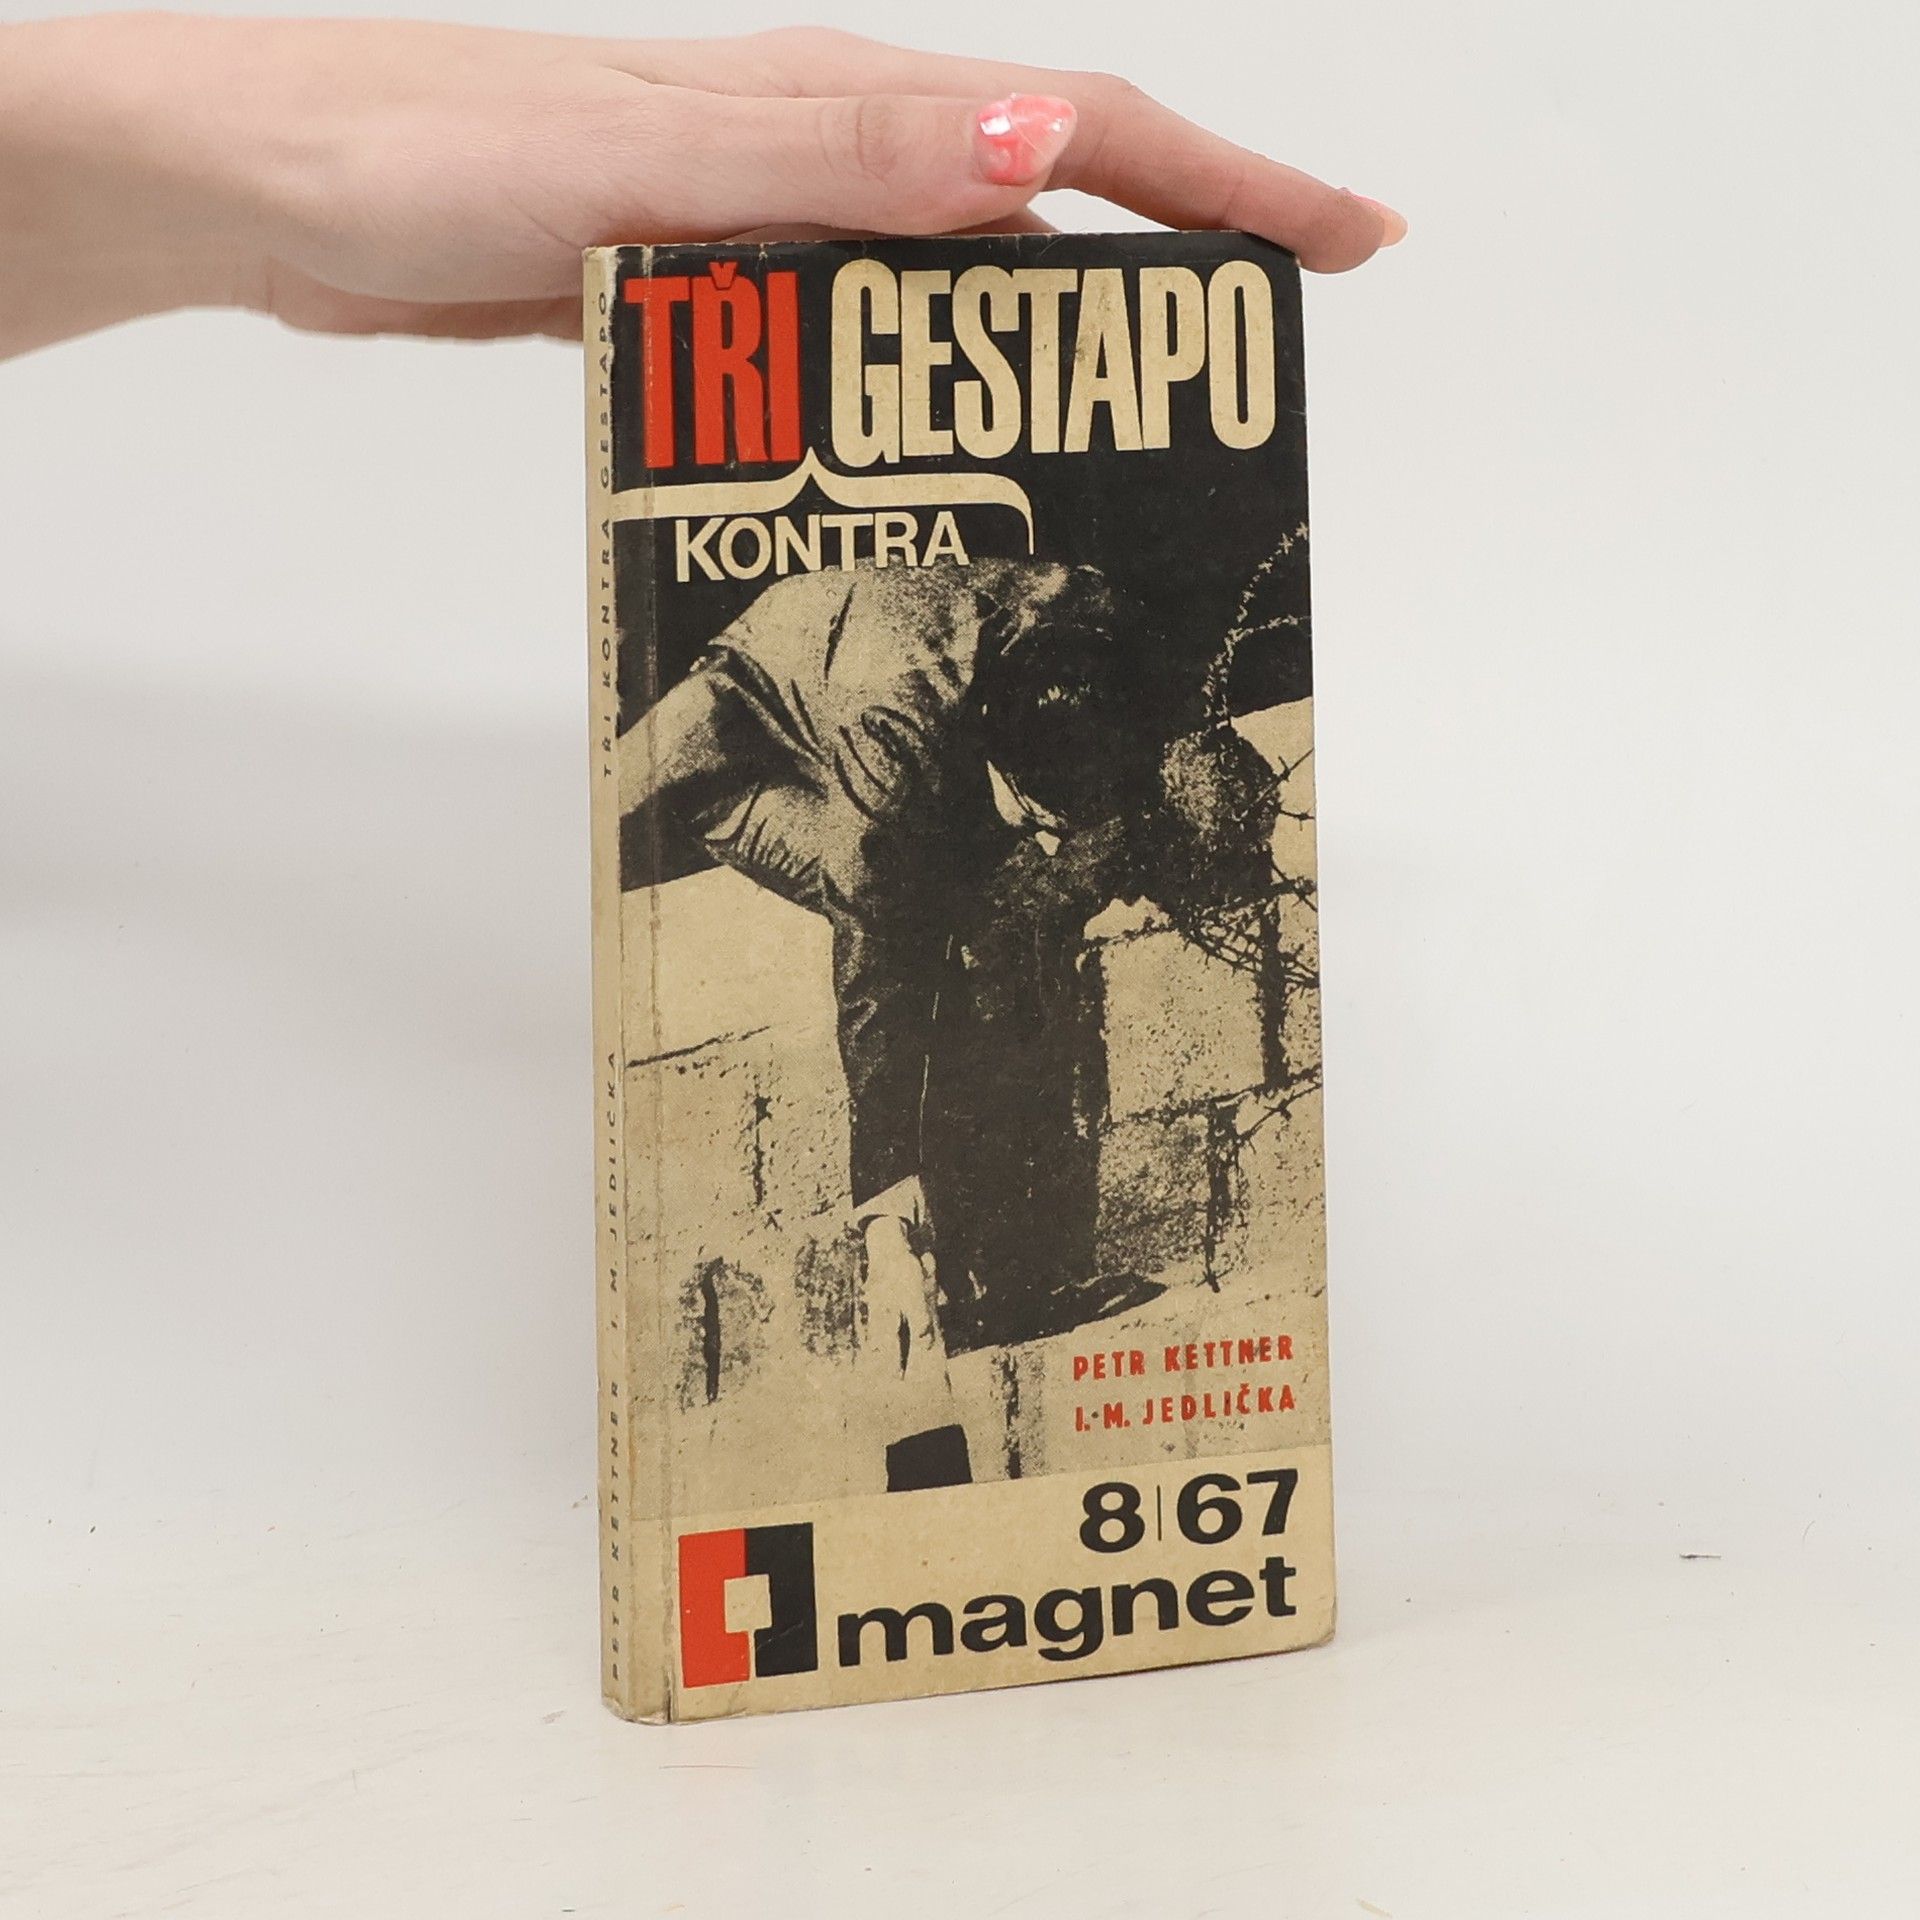 TŘI GESTAPO
KONTRA
PETR KETTNER
I. M. JEDLIČKA
8|67
magnet
PETR KETTNER / I. M. JEDLIČKA TŘI KONTRA GESTAPO